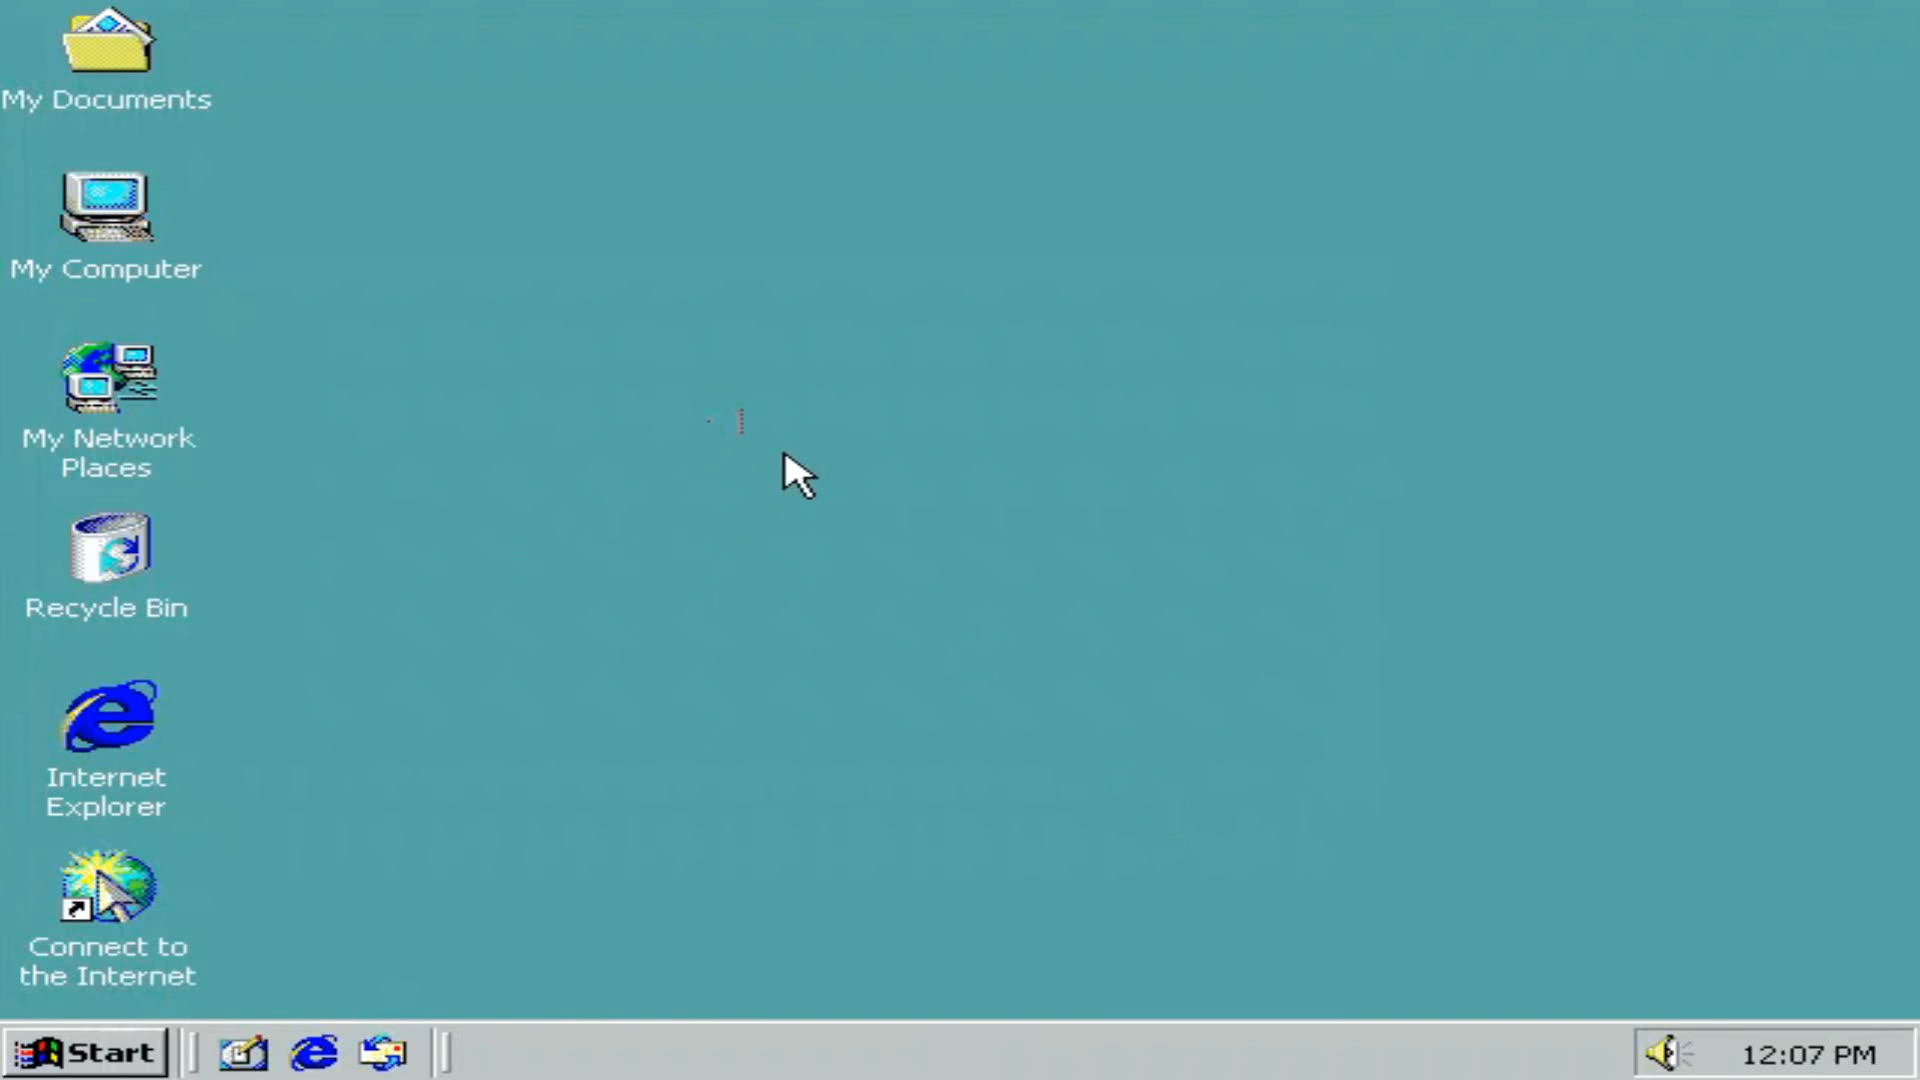 My Documents
My Computer
My Network
Places
Recycle Bin
Internet
Explorer
Connect to
the Internet
Start
12:07 PM